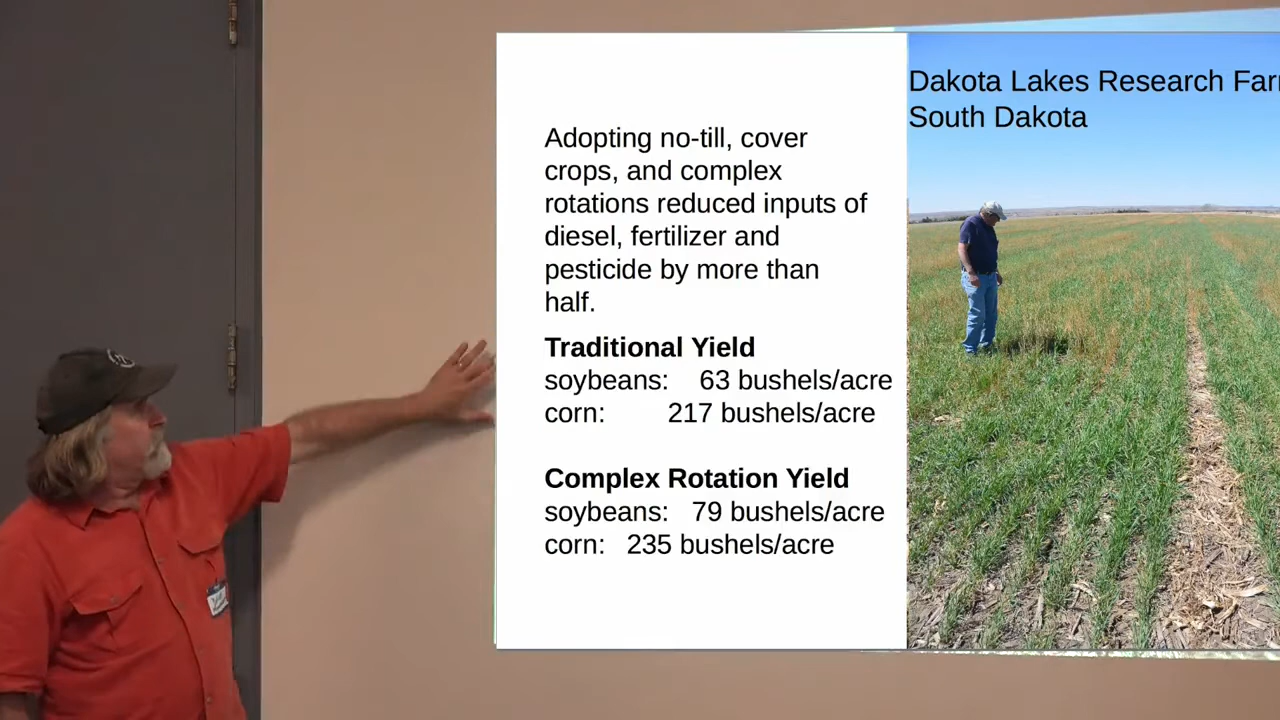 Dakota Lakes Research
South Dakota
Adopting no-till, cover
crops, and complex
rotations reduced inputs of
diesel, fertilizer and
pesticide by more than
half.
Traditional Yield
soybeans: 63 bushels/acre
corn: 217 bushels/acre
Complex Rotation Yield
soybeans: 79 bushels/acre
corn: 235 bushels/acre